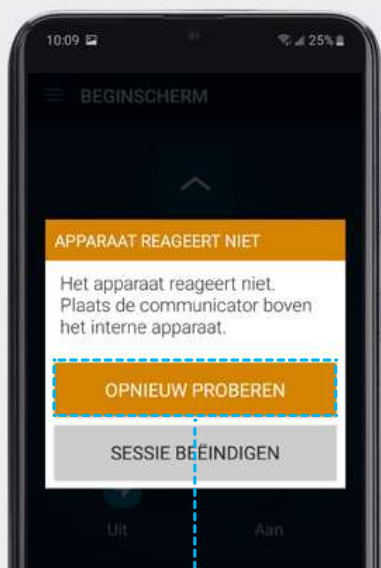 10:09 25%
BEGINSCHERM
APPARAAT REAGEERT NIET
Het apparaat reageert niet.
Plaats de communicator boven
het interne apparaat.
OPNIEUW PROBEREN
SESSIE BEËINDIGEN
Uit Aan